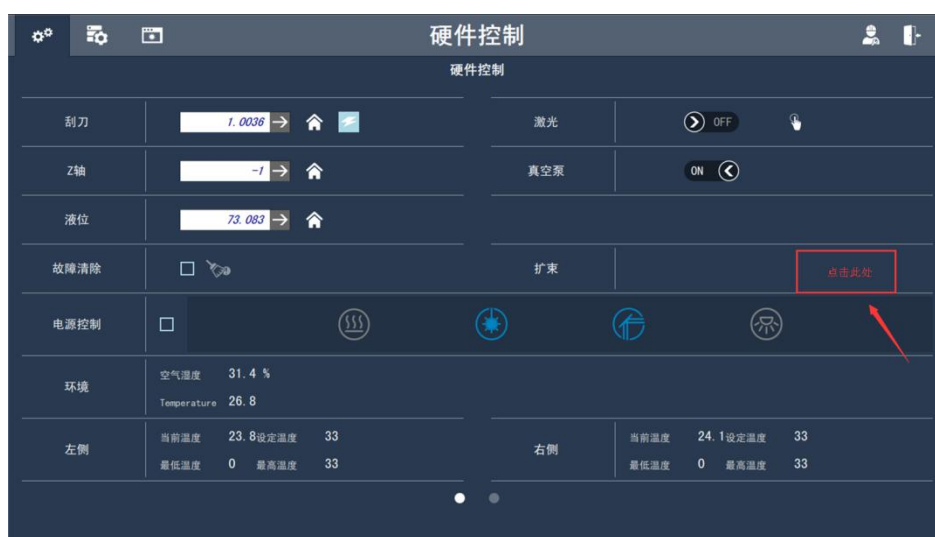 硬件控制
硬件控制
刮刀 1.0036 激光 OFF
Z轴 -1 真空泵 ON
液位 73.083
故障清除 扩束 点击此处
电源控制
环境 空气湿度 31.4 %
Temperature 26.8
左侧 当前温度 23.8 设定温度 33 右侧 当前温度 24.1 设定温度 33
最低温度 0 最高温度 33 最低温度 0 最高温度 33